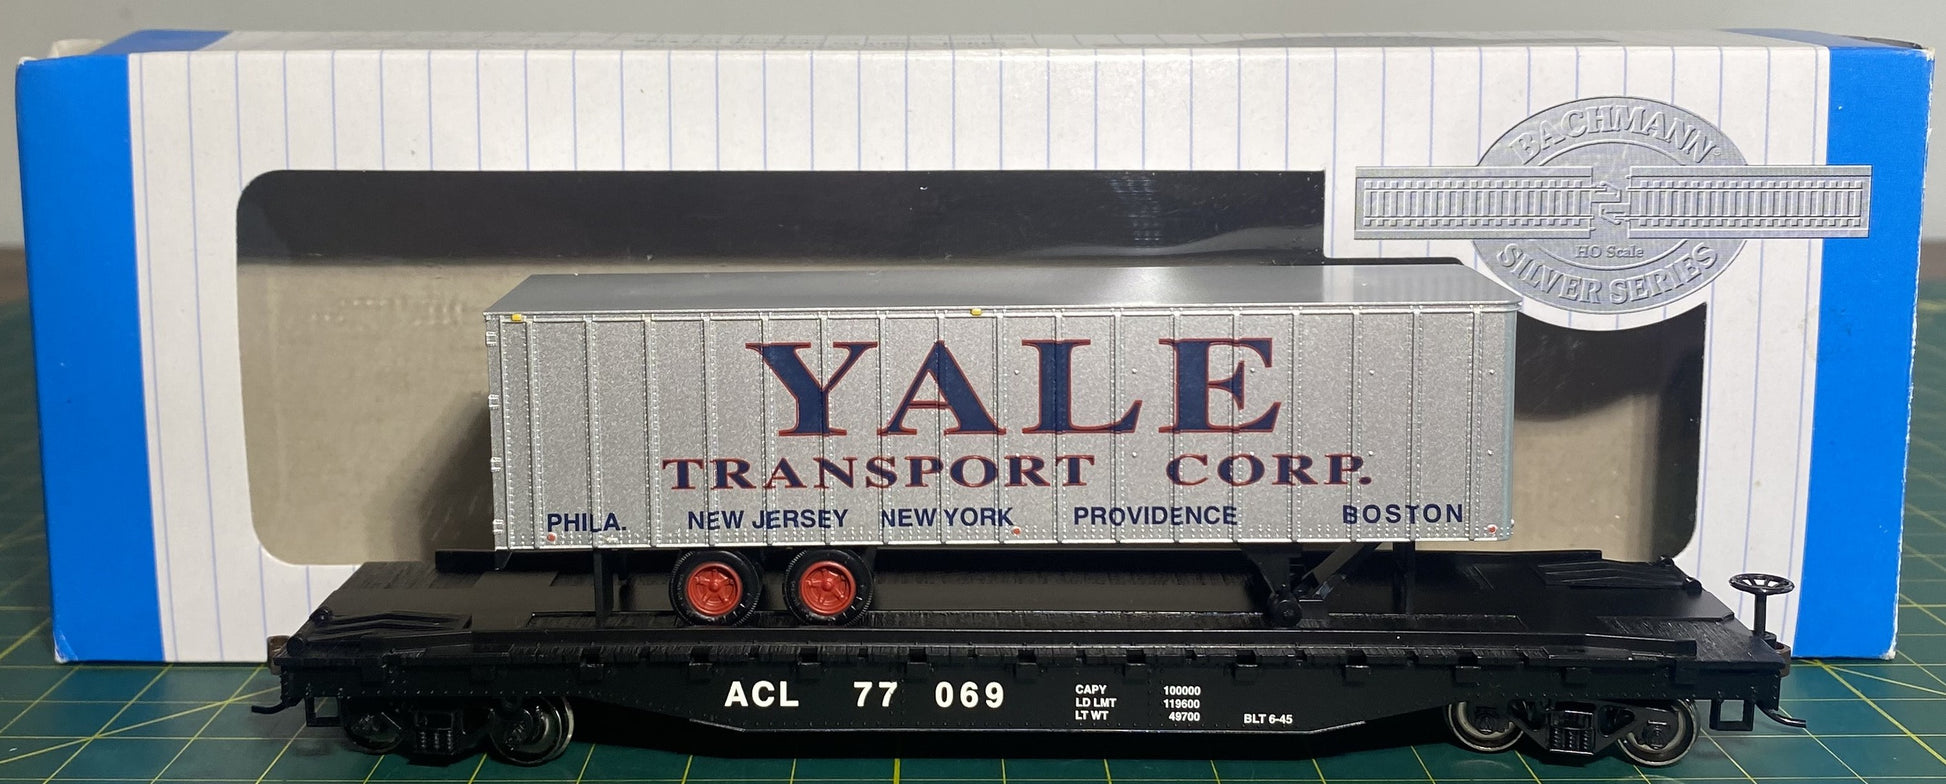 BACHMANN
HO Scale
SILVER SERIES
YALE
TRANSPORT CORP.
PHILA. NEW JERSEY NEW YORK PROVIDENCE BOSTON
ACL 77 069
CAPY 100000
LD LMT 119600
LT WT 49700 BLT 6-45